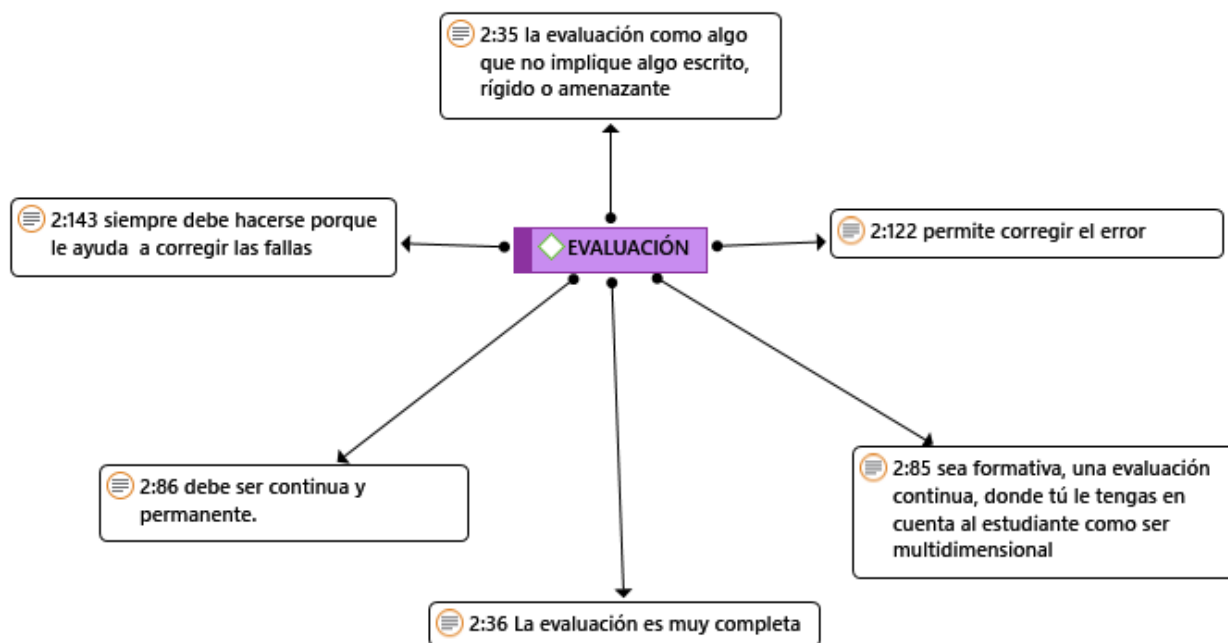 2:35 la evaluación como algo
que no implique algo escrito,
rígido o amenazante
2:143 siempre debe hacerse porque
le ayuda  a corregir las fallas
EVALUACIÓN
2:122 permite corregir el error
2:86 debe ser continua y
permanente.
2:85 sea formativa, una evaluación
continua, donde tú le tengas en
cuenta al estudiante como ser
multidimensional
2:36 La evaluación es muy completa